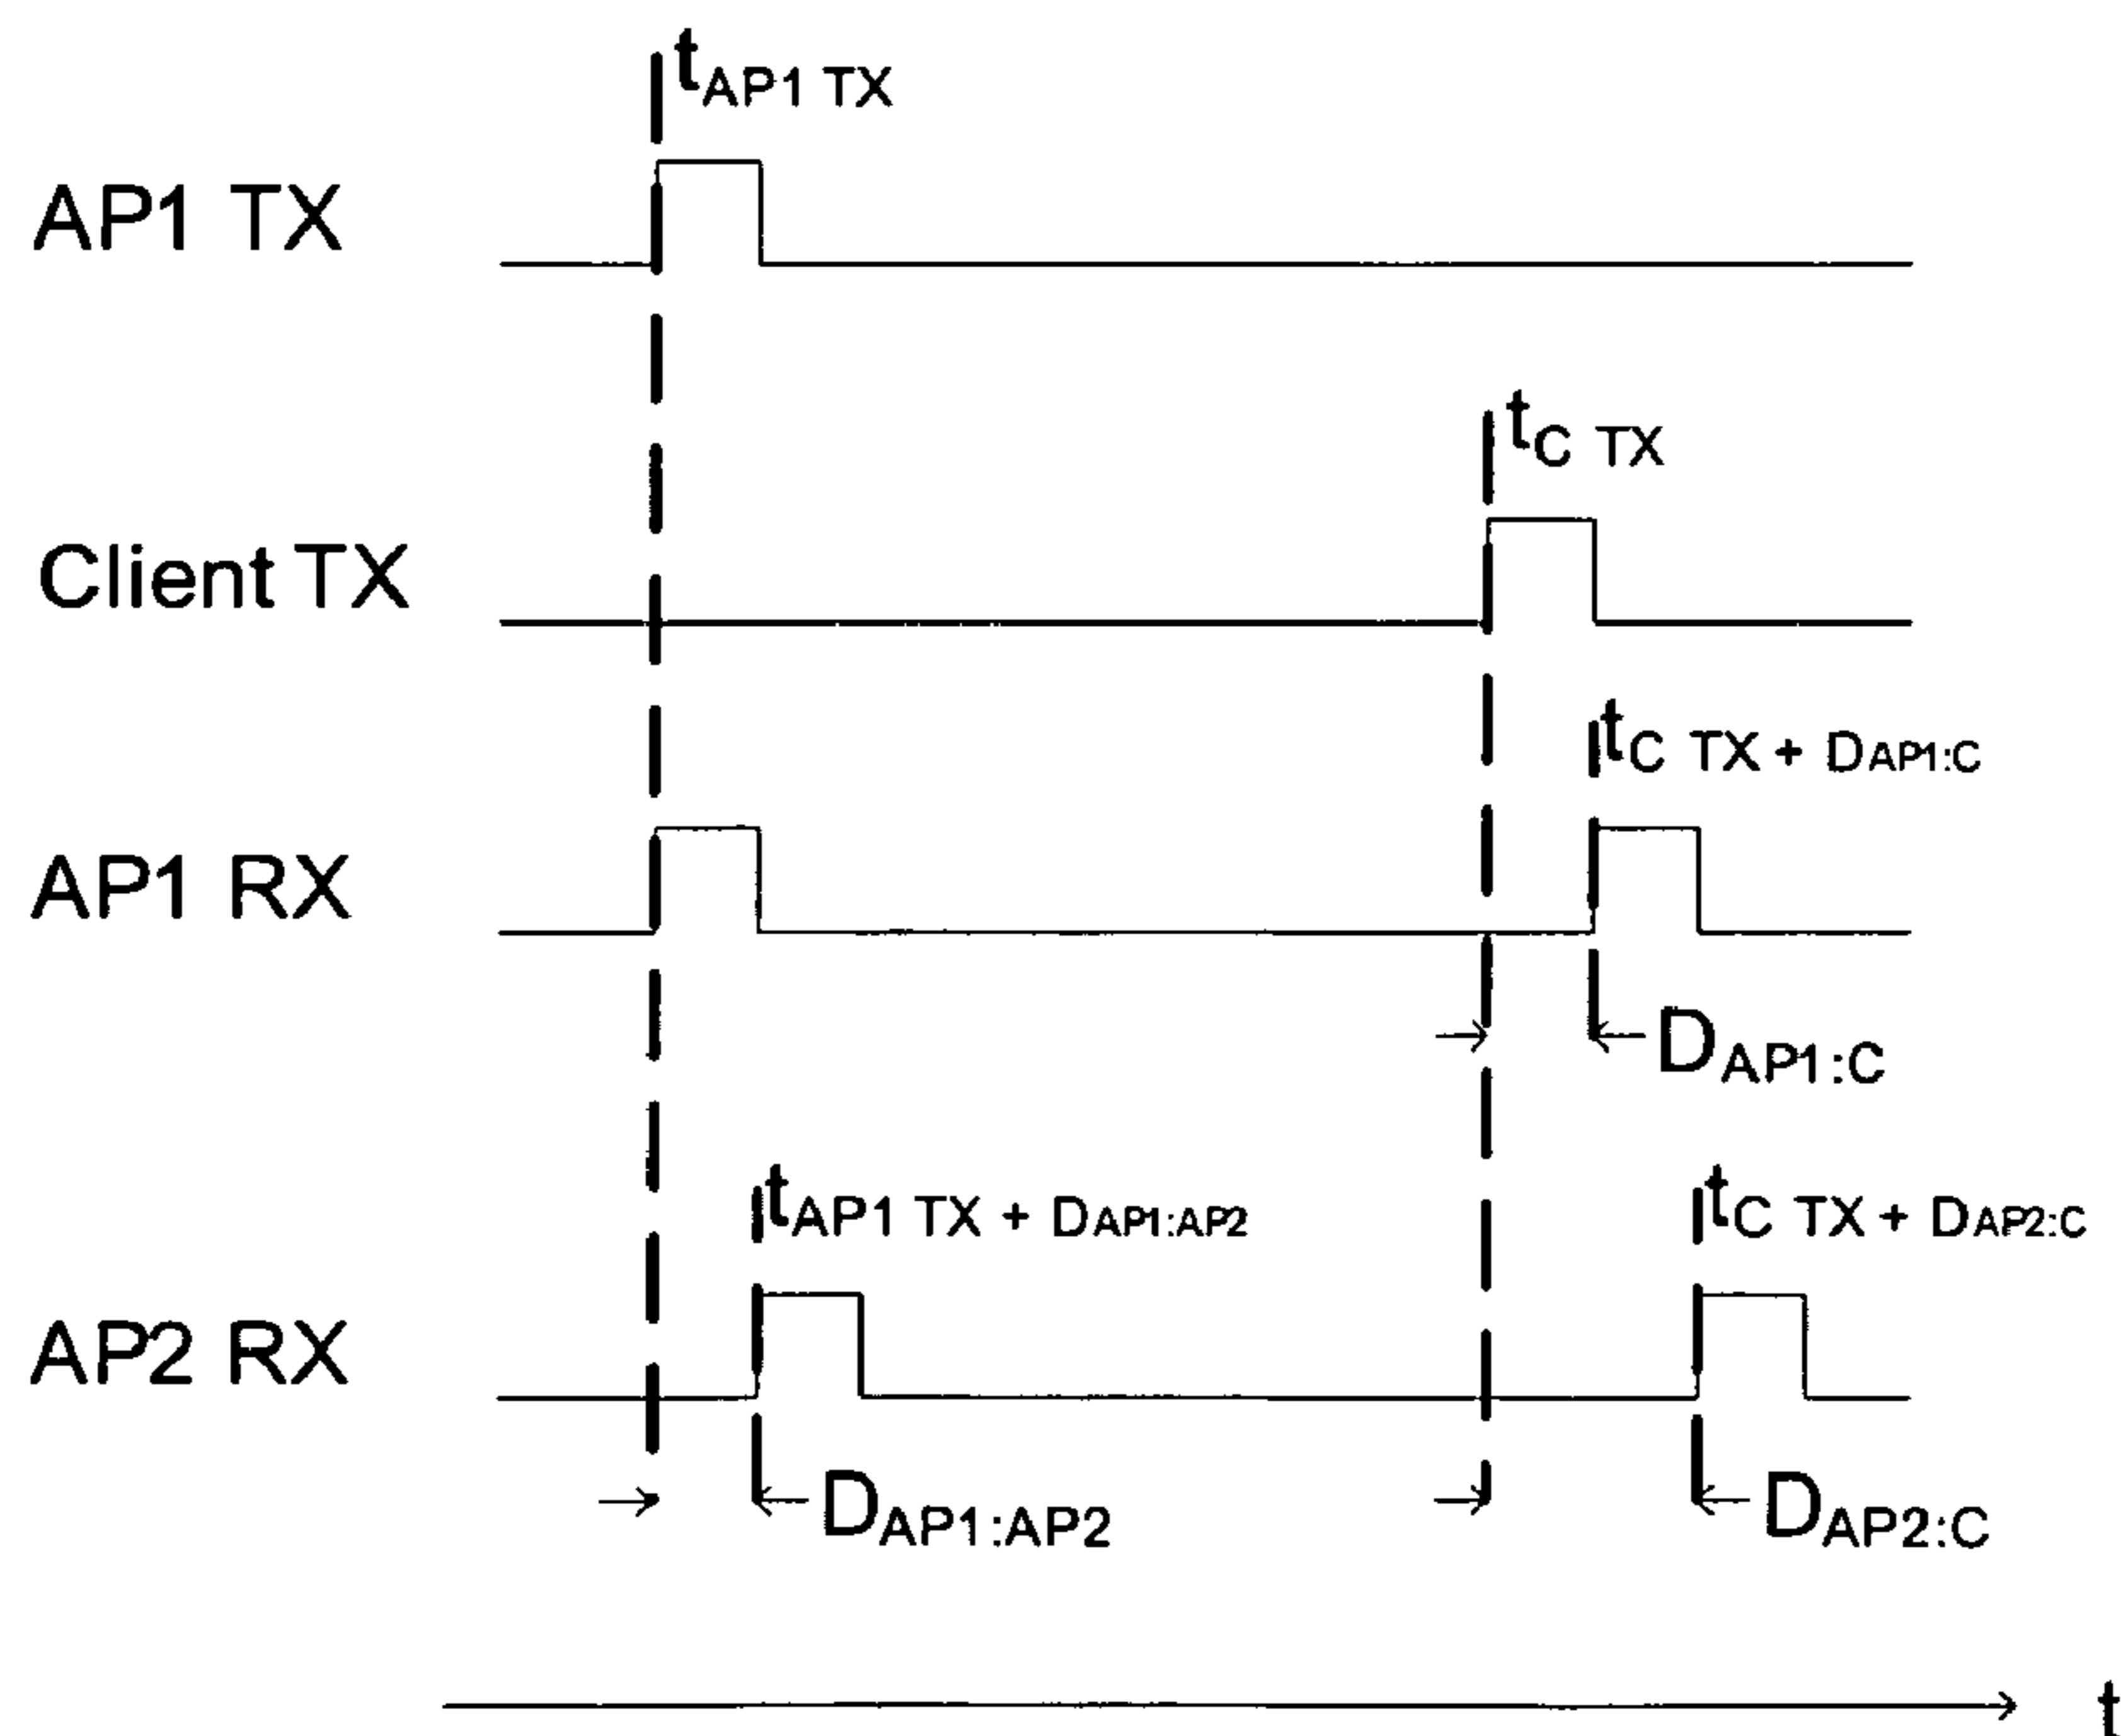 tAP1 TX
AP1 TX
tC TX
Client TX
tC TX + DAP1:C
AP1 RX
DAP1:C
tAP1 TX + DAP1:AP2
tC TX + DAP2:C
AP2 RX
DAP1:AP2
DAP2:C
t